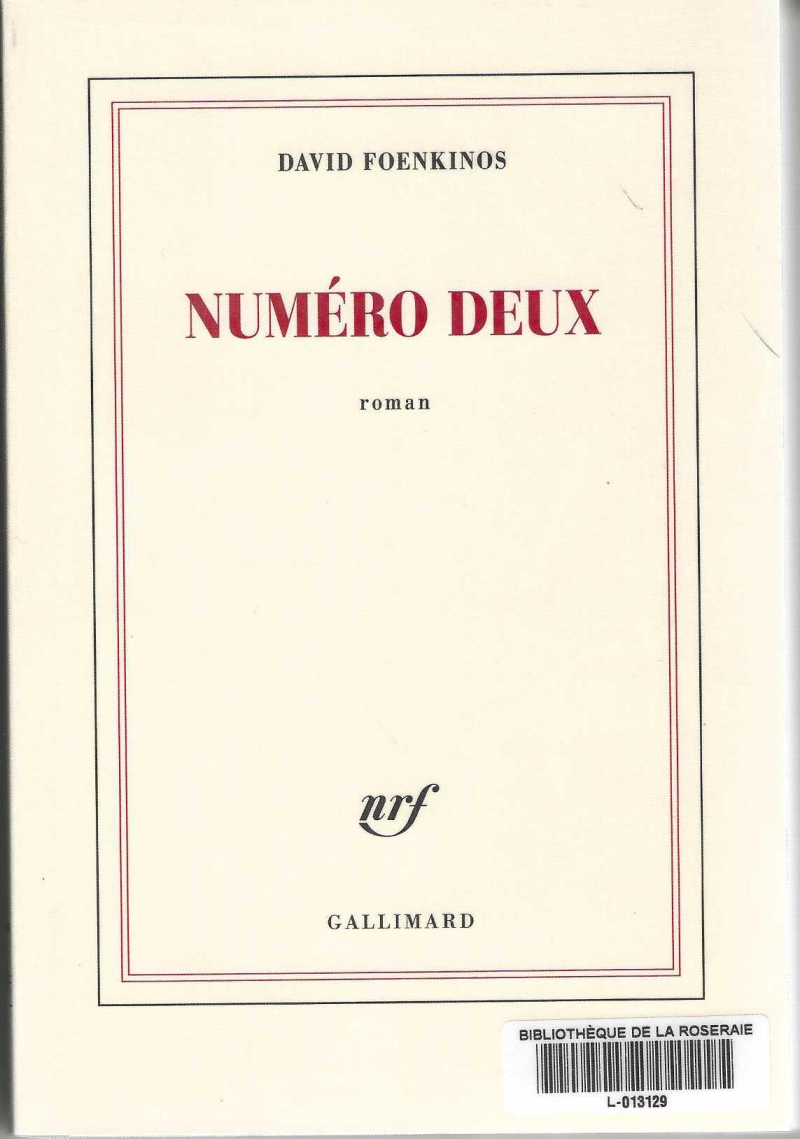 DAVID FOENKINOS
NUMÉRO DEUX
roman
nrf
GALLIMARD
BIBLIOTHÈQUE DE LA ROSERAIE
L-013129